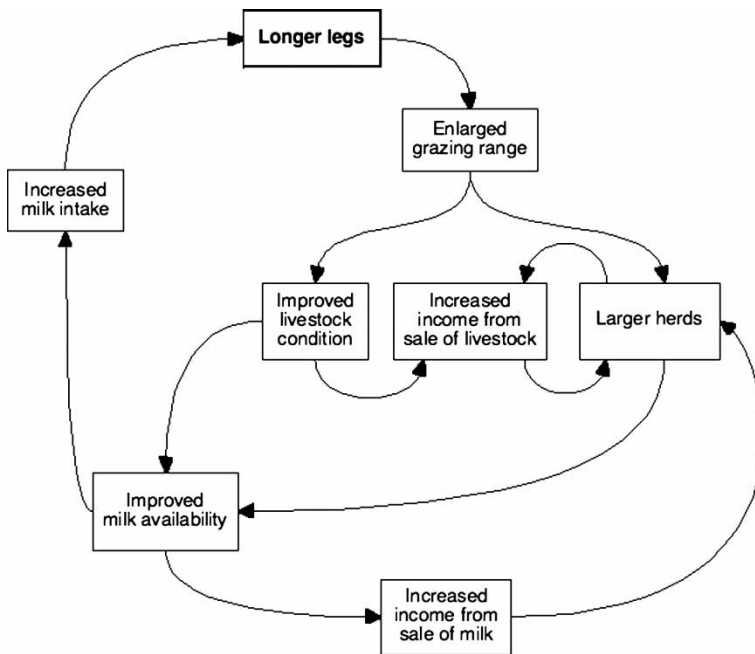 Longer legs
Enlarged
grazing range
Increased
milk intake
Improved
livestock
condition
Increased
income from
sale of livestock
Larger herds
Improved
milk availability
Increased
income from
sale of milk